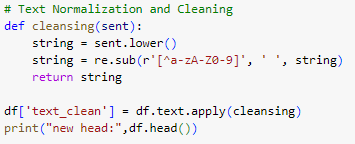 # Text Normalization and Cleaning
def cleansing(sent):
    string = sent.lower()
    string = re.sub(r'[^a-zA-Z0-9]', ' ', string)
    return string

df['text_clean'] = df.text.apply(cleansing)
print("new head:",df.head())